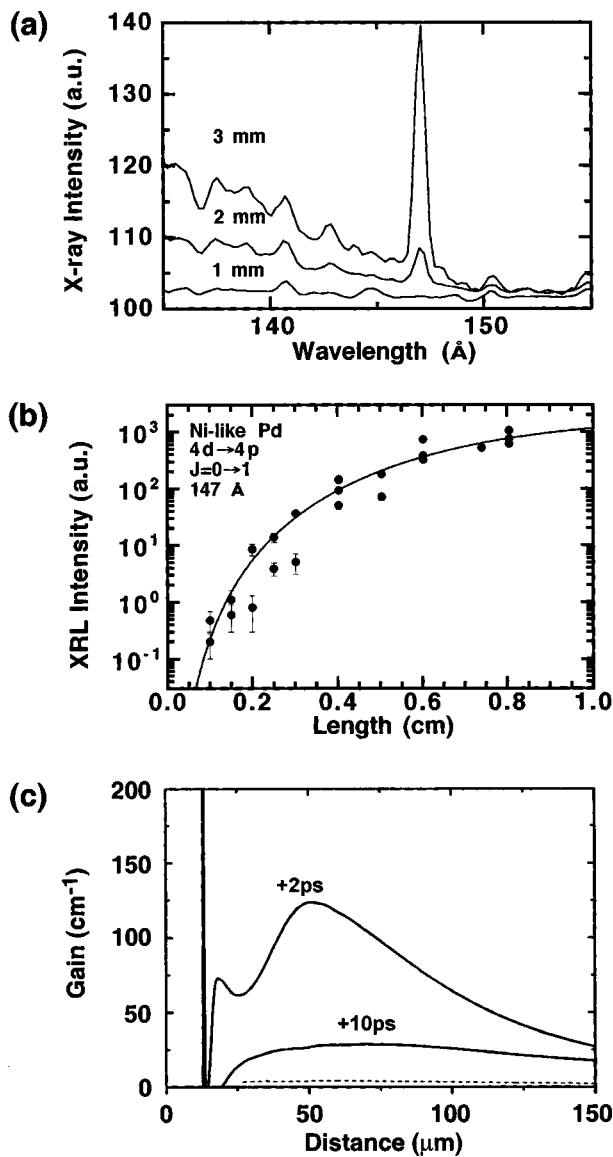 (a)
X-ray Intensity (a.u.)
140
130
120
110
100
3 mm
2 mm
1 mm
140
150
Wavelength (Å)
(b)
XRL Intensity (a.u.)
10³
10²
10¹
10⁰
10⁻¹
Ni-like Pd
4d→4p
J=0→1
147 Å
0.0 0.2 0.4 0.6 0.8 1.0
Length (cm)
(c)
Gain (cm⁻¹)
200
150
100
50
0
+2ps
+10ps
0 50 100 150
Distance (μm)